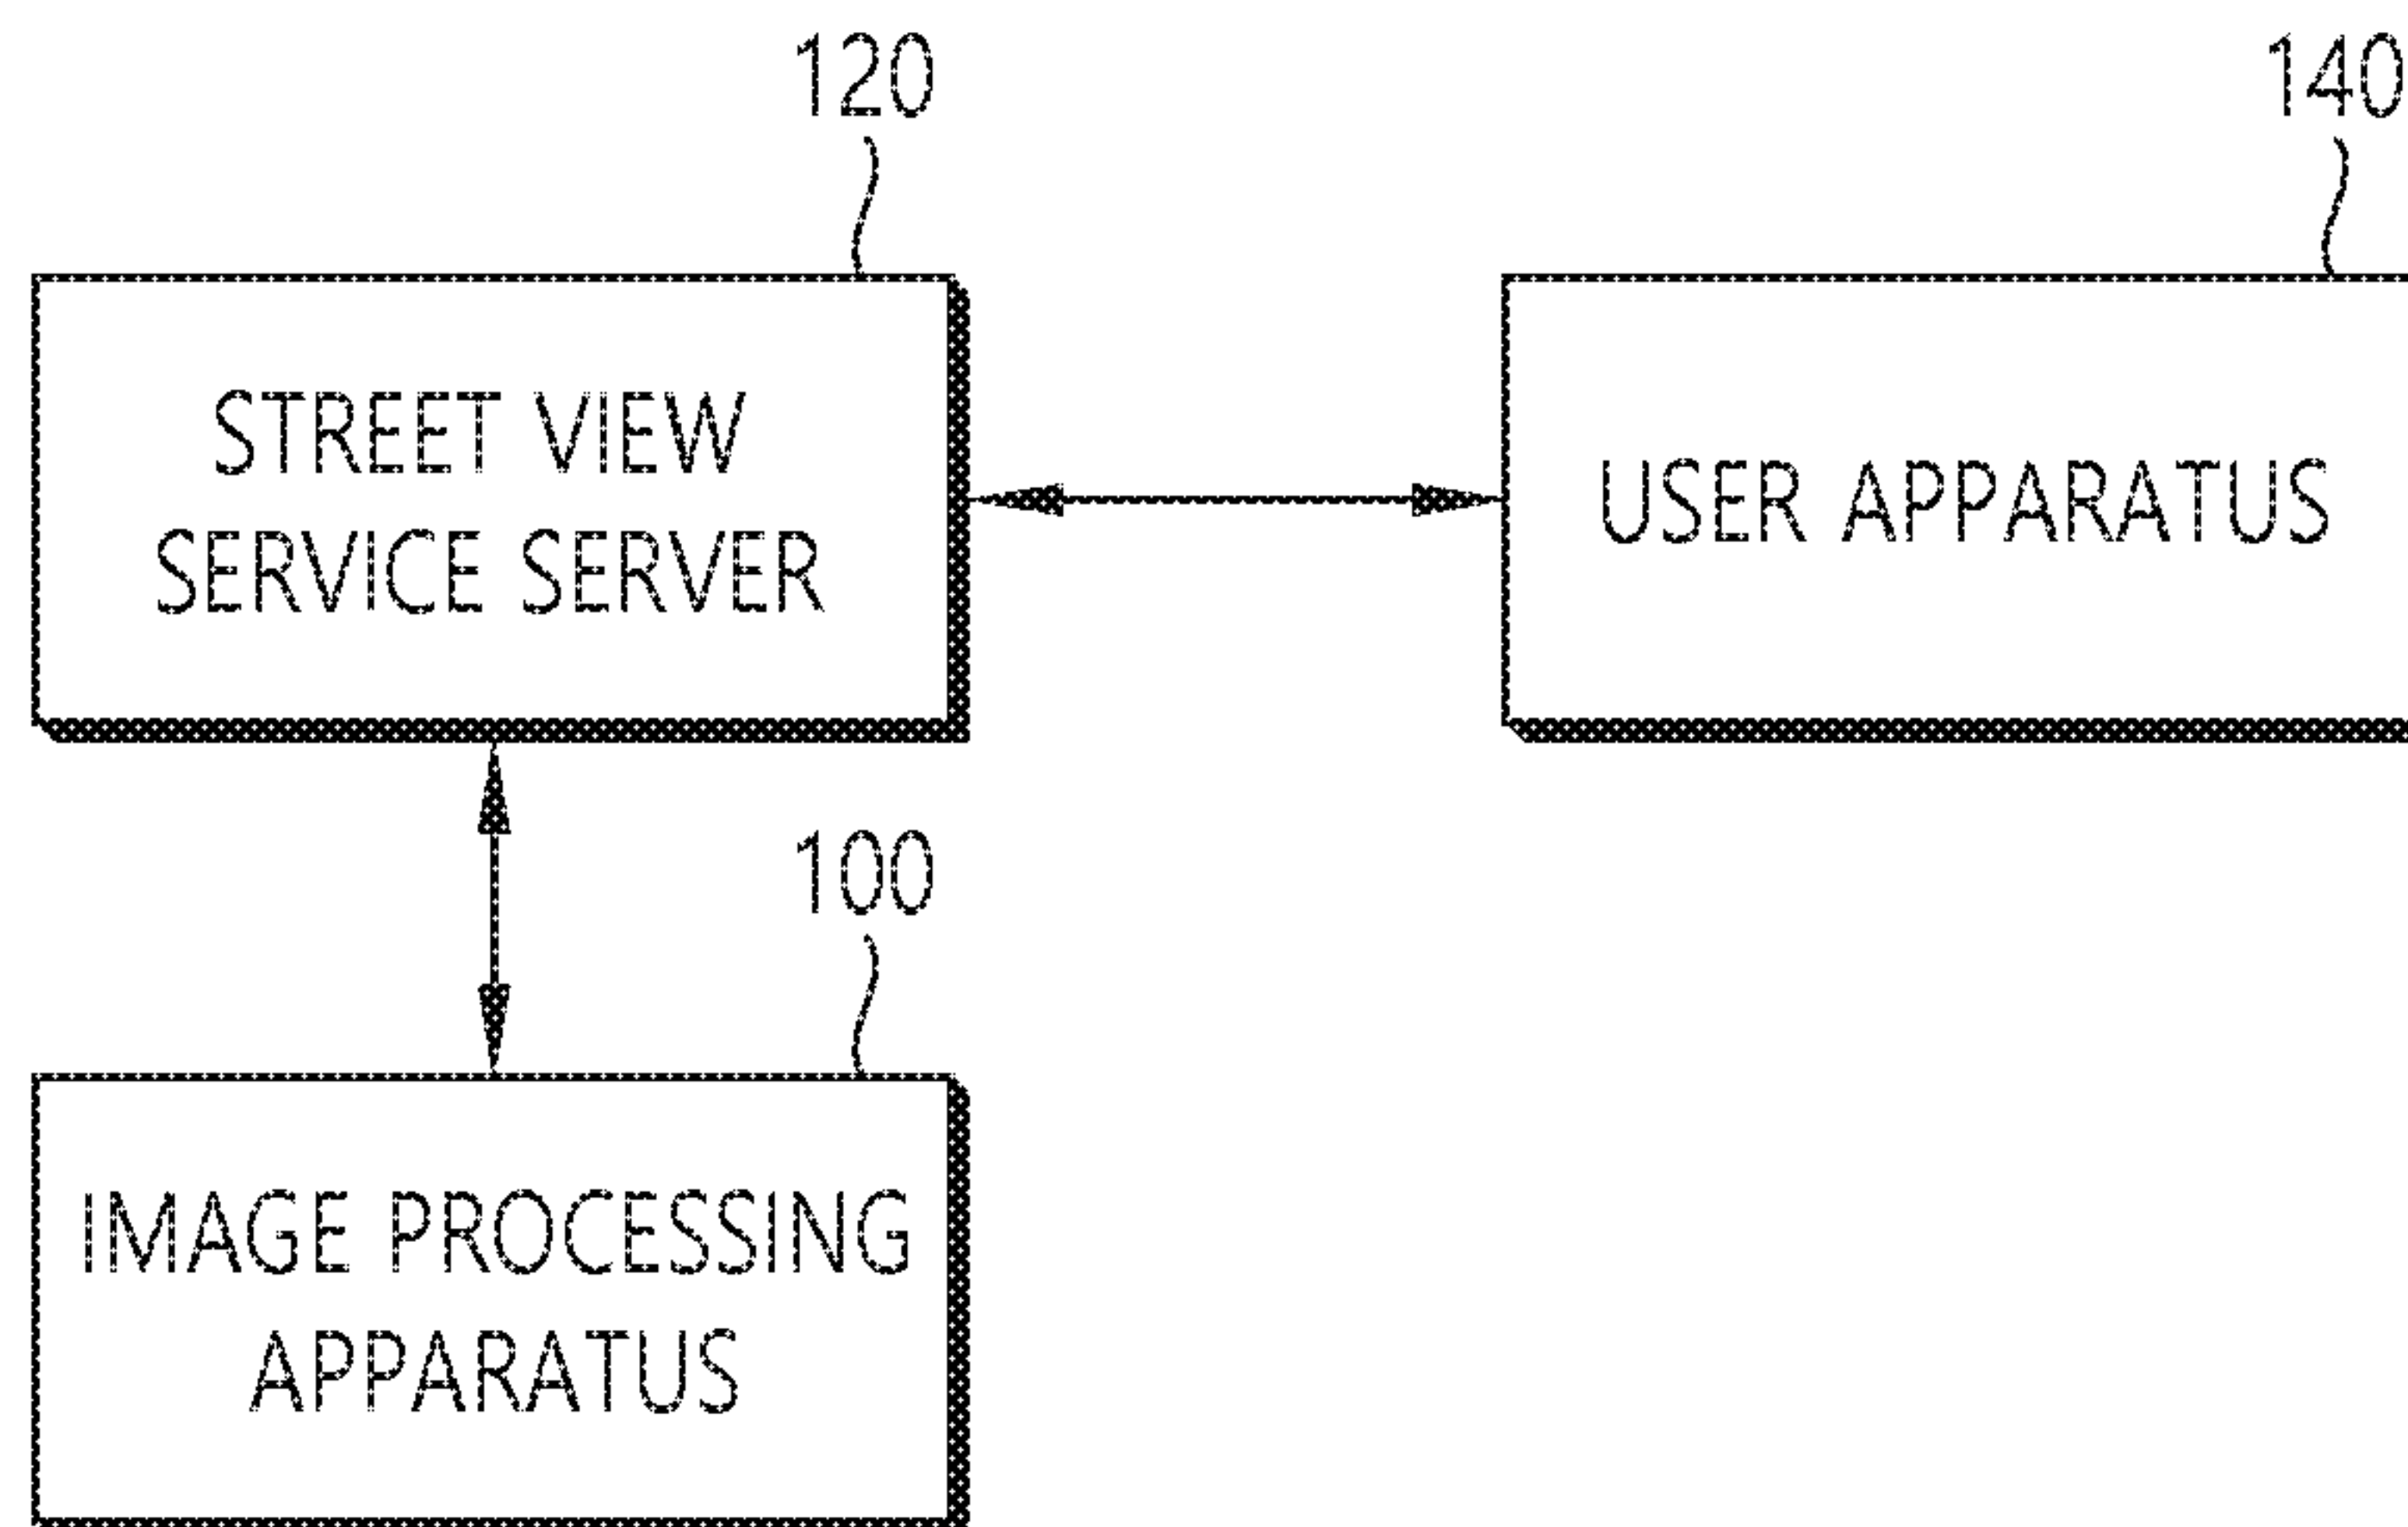 120
140
STREET VIEW
SERVICE SERVER
USER APPARATUS
100
IMAGE PROCESSING
APPARATUS